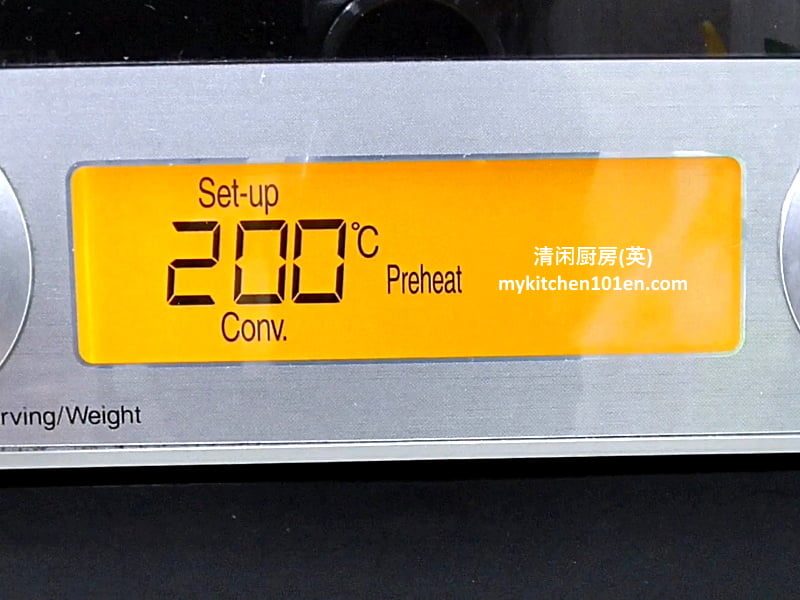 Set-up
200°C
Preheat
Conv.
清闲厨房(英)
mykitchen101en.com
rving/Weight